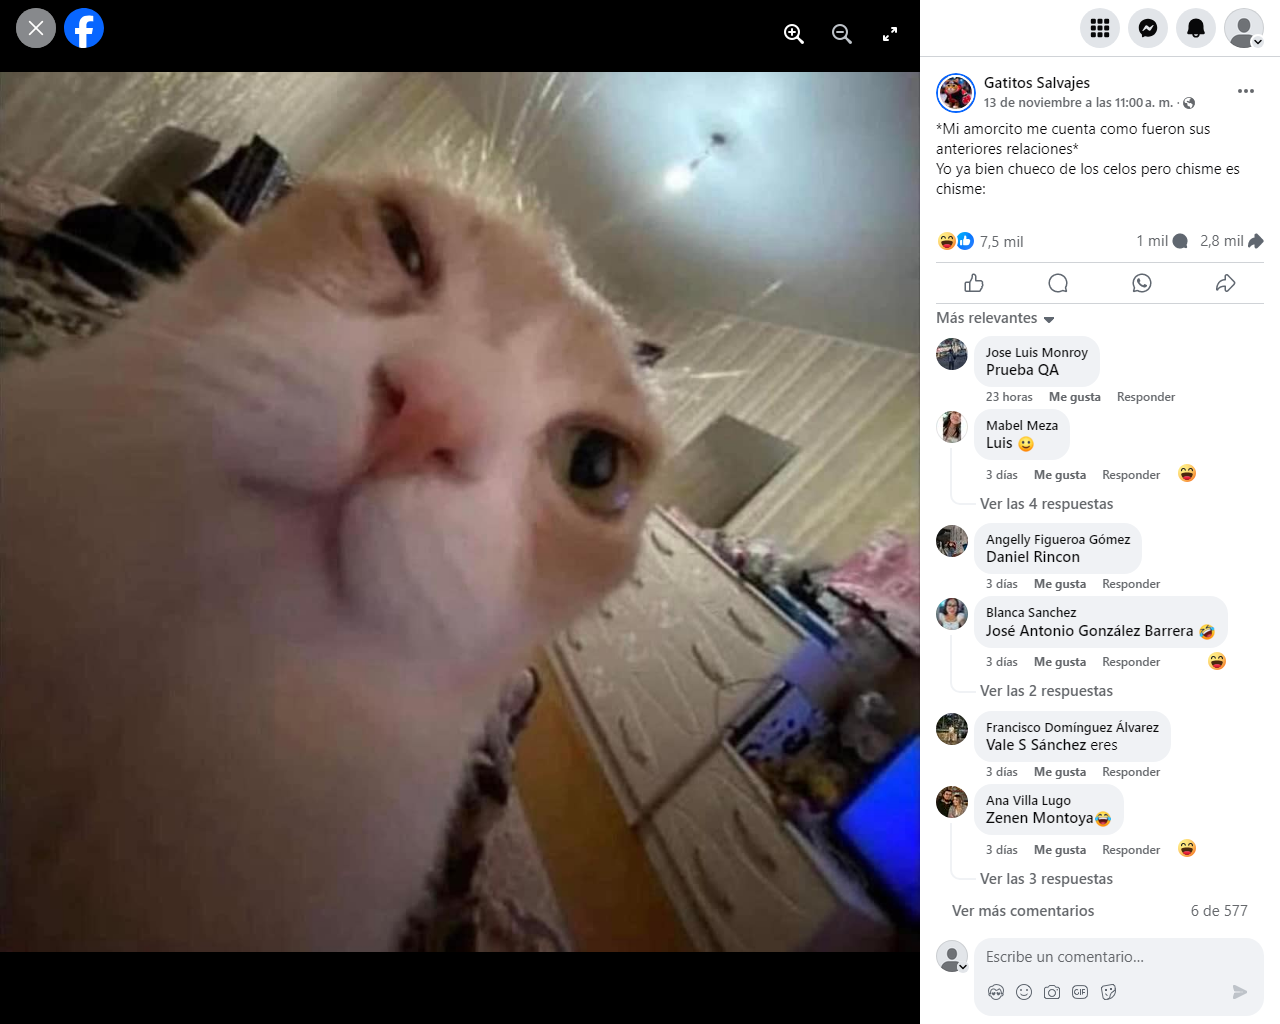 Gatitos Salvajes
13 de noviembre a las 11:00 a. m. ·
*Mi amorcito me cuenta como fueron sus
anteriores relaciones*
Yo ya bien chueco de los celos pero chisme es
chisme:
7,5 mil
1 mil
2,8 mil
Más relevantes
Jose Luis Monroy
Prueba QA
23 horas Me gusta Responder
Mabel Meza
Luis 🙂
3 días Me gusta Responder
Ver las 4 respuestas
Angelly Figueroa Gómez
Daniel Rincon
3 días Me gusta Responder
Blanca Sanchez
José Antonio González Barrera 🤣
3 días Me gusta Responder
Ver las 2 respuestas
Francisco Domínguez Álvarez
Vale S Sánchez eres
3 días Me gusta Responder
Ana Villa Lugo
Zenen Montoya😂
3 días Me gusta Responder
Ver las 3 respuestas
Ver más comentarios 6 de 577
Escribe un comentario...
GIF